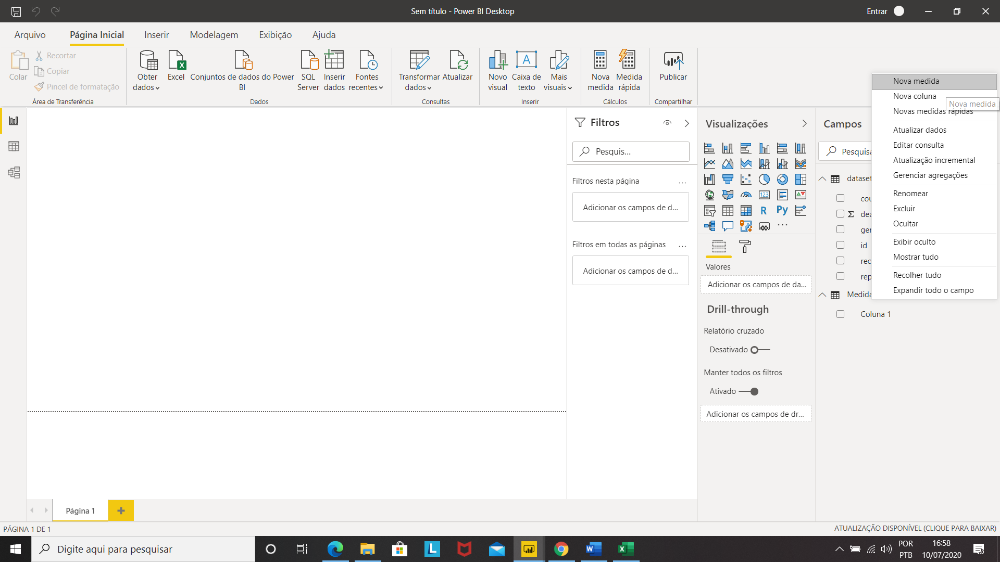 Sem título - Power BI Desktop
Entrar
Arquivo
Página Inicial
Inserir
Modelagem
Exibição
Ajuda
Colar
Recortar
Copiar
Pincel de formatação
Área de Transferência
Obter dados
Excel
Conjuntos de dados do Power BI
SQL Server
Inserir dados
Fontes recentes
Dados
Transformar dados
Atualizar
Consultas
Novo visual
Caixa de texto
Mais visuais
Inserir
Nova medida
Medida rápida
Cálculos
Publicar
Compartilhar
Filtros
Pesquis...
Filtros nesta página
...
Adicionar os campos de d...
Filtros em todas as páginas
...
Adicionar os campos de d...
Visualizações
123
R
Py
...
Valores
Adicionar os campos de da...
Drill-through
Relatório cruzado
Desativado
Manter todos os filtros
Ativado
Adicionar os campos de dr...
Campos
Pesquisa
dataset
cou
Σ dea
ger
id
rec
rep
Medida
Coluna 1
Nova medida
Nova coluna
Nova medida
Novas medidas rápidas
Atualizar dados
Editar consulta
Atualização incremental
Gerenciar agregações
Renomear
Excluir
Ocultar
Exibir oculto
Mostrar tudo
Recolher tudo
Expandir todo o campo
Página 1
PÁGINA 1 DE 1
ATUALIZAÇÃO DISPONÍVEL (CLIQUE PARA BAIXAR)
Digite aqui para pesquisar
POR
PTB
16:58
10/07/2020